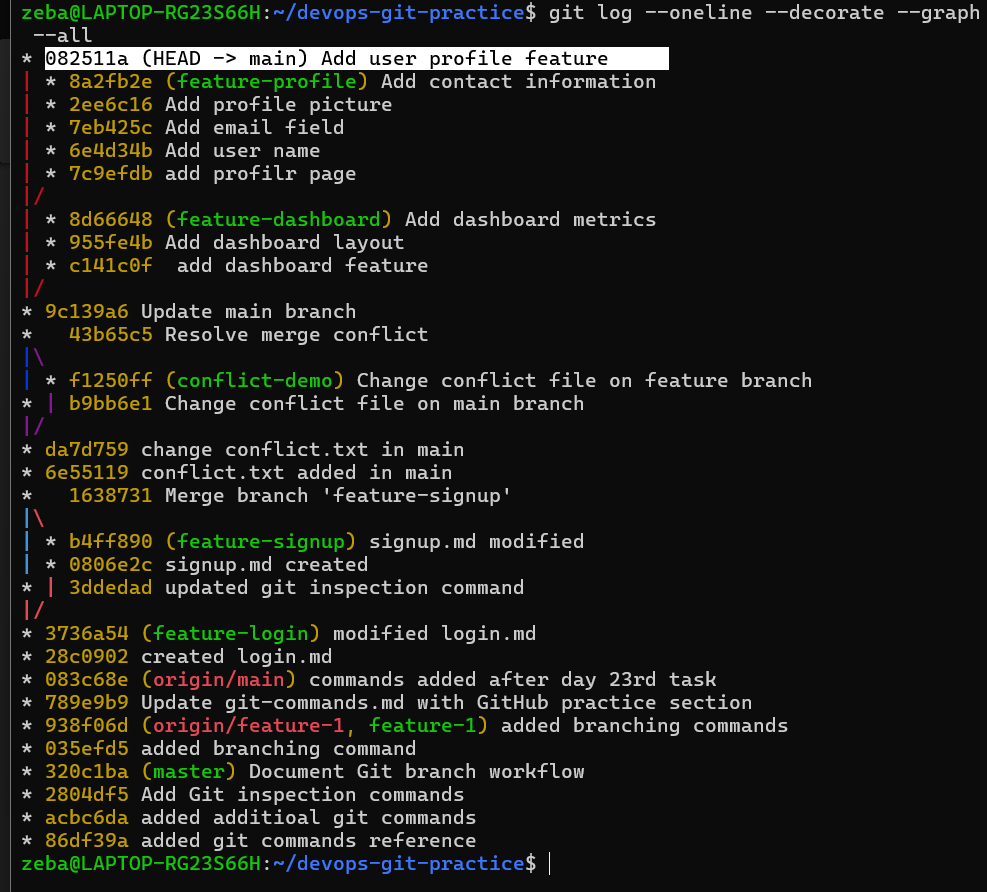 zeba@LAPTOP-RG23S66H:~/devops-git-practice$ git log --oneline --decorate --graph
--all
* 082511a (HEAD -> main) Add user profile feature
| * 8a2fb2e (feature-profile) Add contact information
| * 2ee6c16 Add profile picture
| * 7eb425c Add email field
| * 6e4d34b Add user name
| * 7c9efdb add profilr page
|/
| * 8d66648 (feature-dashboard) Add dashboard metrics
| * 955fe4b Add dashboard layout
| * c141c0f  add dashboard feature
|/
* 9c139a6 Update main branch
*   43b65c5 Resolve merge conflict
|\
| * f1250ff (conflict-demo) Change conflict file on feature branch
* | b9bb6e1 Change conflict file on main branch
|/
* da7d759 change conflict.txt in main
* 6e55119 conflict.txt added in main
*   1638731 Merge branch 'feature-signup'
|\
| * b4ff890 (feature-signup) signup.md modified
| * 0806e2c signup.md created
* | 3ddedad updated git inspection command
|/
* 3736a54 (feature-login) modified login.md
* 28c0902 created login.md
* 083c68e (origin/main) commands added after day 23rd task
* 789e9b9 Update git-commands.md with GitHub practice section
* 938f06d (origin/feature-1, feature-1) added branching commands
* 035efd5 added branching command
* 320c1ba (master) Document Git branch workflow
* 2804df5 Add Git inspection commands
* acbc6da added additioal git commands
* 86df39a added git commands reference
zeba@LAPTOP-RG23S66H:~/devops-git-practice$